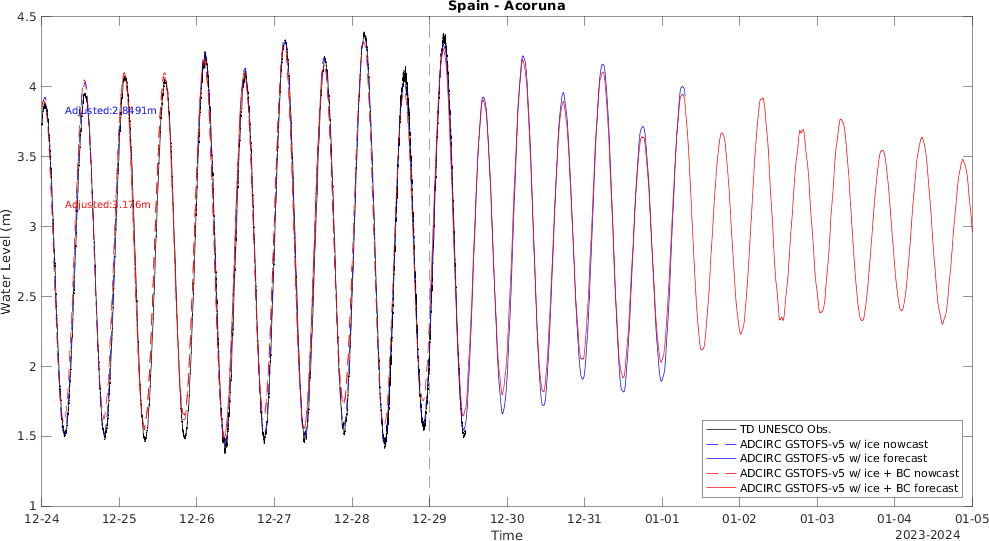 Spain - Acoruna
4.5
4
3.5
3
2.5
2
1.5
1
Water Level (m)
Adjusted:2.8491m
Adjusted:3.176m
TD UNESCO Obs.
ADCIRC GSTOFS-v5 w/ ice nowcast
ADCIRC GSTOFS-v5 w/ ice forecast
ADCIRC GSTOFS-v5 w/ ice + BC nowcast
ADCIRC GSTOFS-v5 w/ ice + BC forecast
12-24 12-25 12-26 12-27 12-28 12-29 12-30 12-31 01-01 01-02 01-03 01-04 01-05
Time
2023-2024